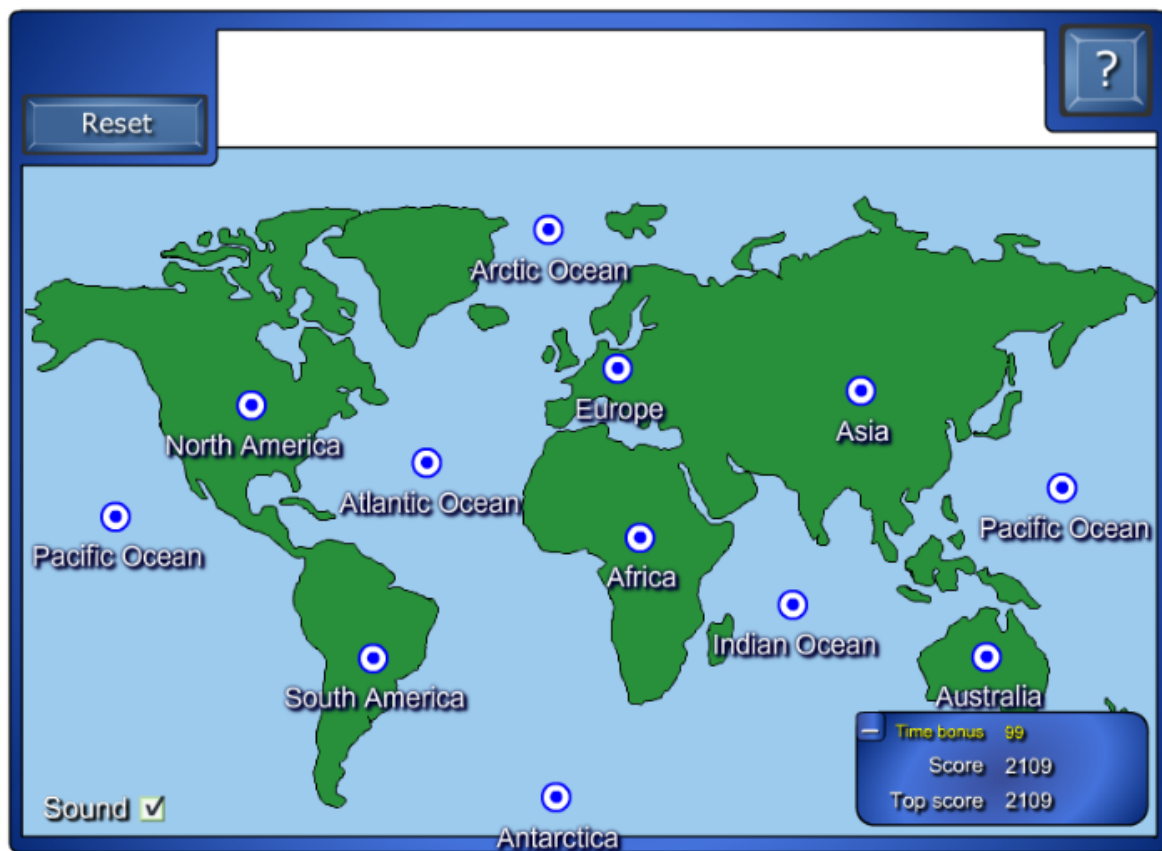 ?
Reset
Arctic Ocean
Europe
Asia
North America
Atlantic Ocean
Pacific Ocean
Pacific Ocean
Africa
Indian Ocean
South America
Australia
Time bonus 99
Score 2109
Top score 2109
Sound
Antarctica